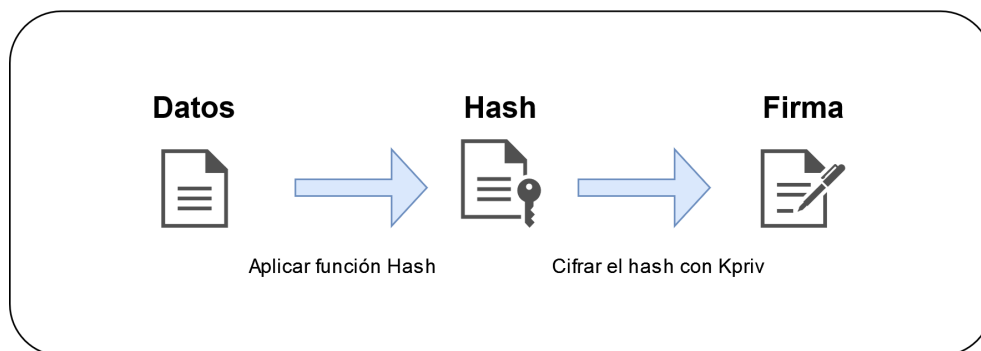 Datos
Hash
Firma
Aplicar función Hash
Cifrar el hash con Kpriv